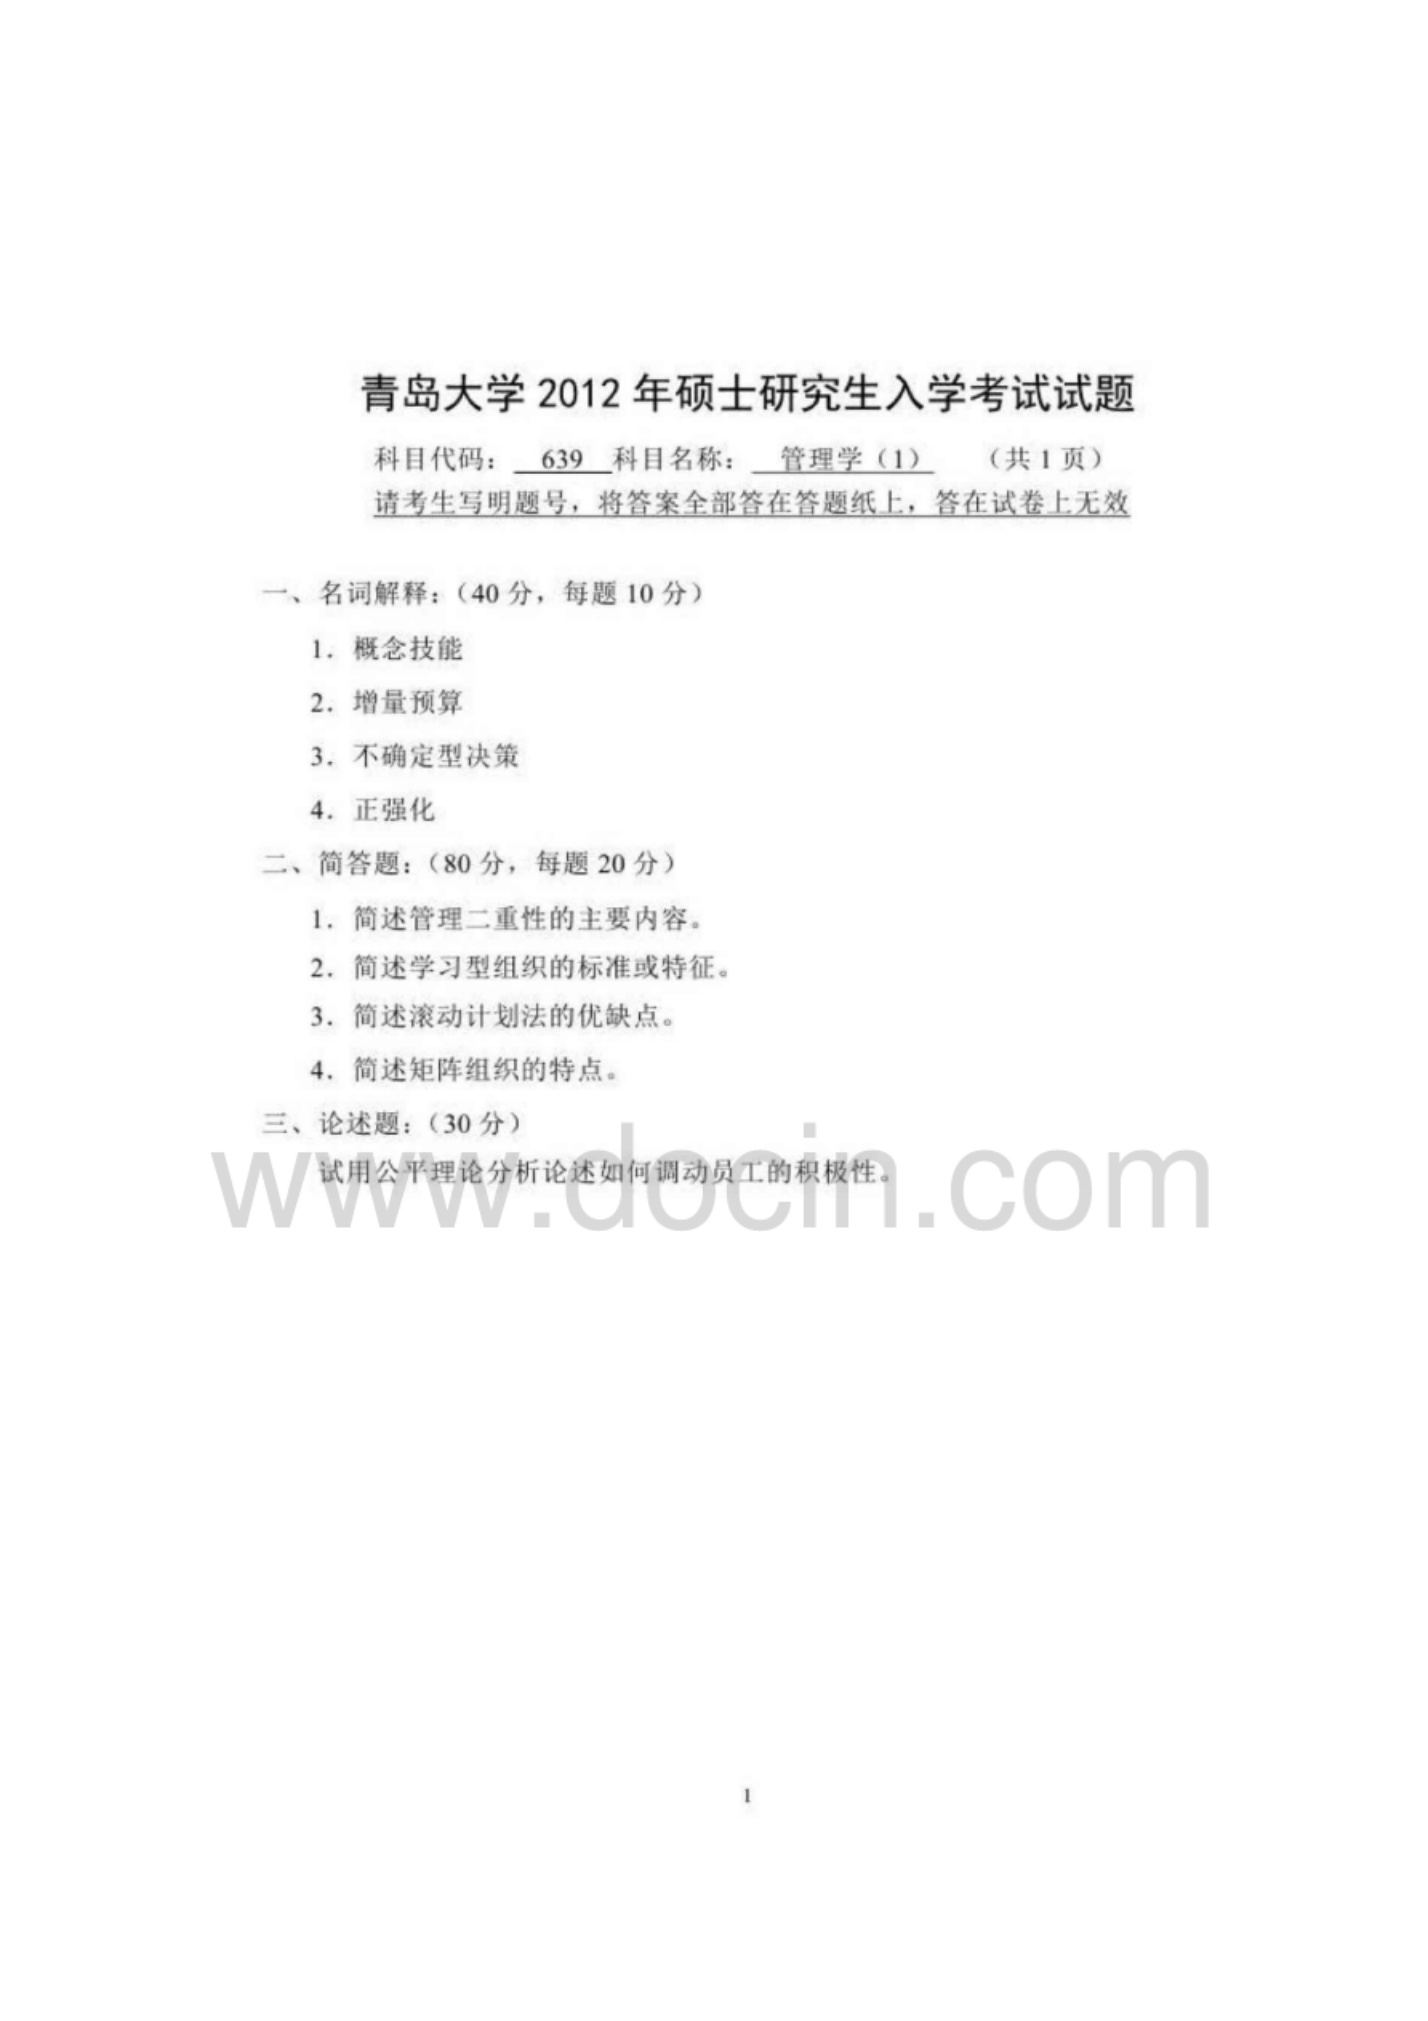 青岛大学 2012 年硕士研究生入学考试试题
科目代码： 639 科目名称： 管理学（1） （共 1 页）
请考生写明题号，将答案全部答在答题纸上，答在试卷上无效
一、名词解释：（40 分，每题 10 分）
1．概念技能
2．增量预算
3．不确定型决策
4．正强化
二、简答题：（80 分，每题 20 分）
1．简述管理二重性的主要内容。
2．简述学习型组织的标准或特征。
3．简述滚动计划法的优缺点。
4．简述矩阵组织的特点。
三、论述题：（30 分）
试用公平理论分析论述如何调动员工的积极性。
www.docin.com
1